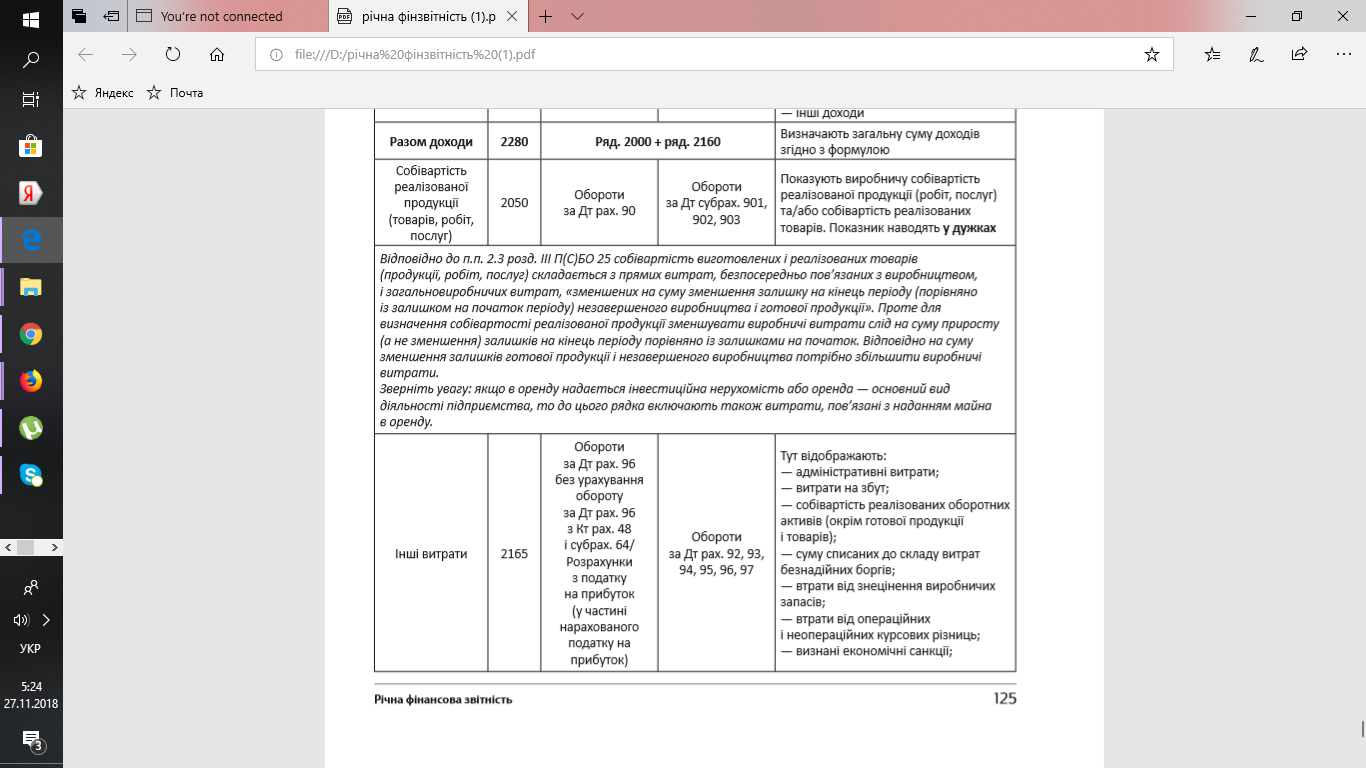 You're not connected
річна фінзвітність (1).p
file:///D:/річна%20фінзвітність%20(1).pdf
Яндекс
Почта
— інші доходи
Разом доходи
2280
Ряд. 2000 + ряд. 2160
Визначають загальну суму доходів
згідно з формулою
Собівартість
реалізованої
продукції
(товарів, робіт,
послуг)
2050
Обороти
за Дт рах. 90
Обороти
за Дт субрах. 901,
902, 903
Показують виробничу собівартість
реалізованої продукції (робіт, послуг)
та/або собівартість реалізованих
товарів. Показник наводять у дужках
Відповідно до п.п. 2.3 розд. III П(С)БО 25 собівартість виготовлених і реалізованих товарів
(продукції, робіт, послуг) складається з прямих витрат, безпосередньо пов'язаних з виробництвом,
і загальновиробничих витрат, «зменшених на суму зменшення залишку на кінець періоду (порівняно
із залишком на початок періоду) незавершеного виробництва і готової продукції». Проте для
визначення собівартості реалізованої продукції зменшувати виробничі витрати слід на суму приросту
(а не зменшення) залишків на кінець періоду порівняно із залишками на початок. Відповідно на суму
зменшення залишків готової продукції і незавершеного виробництва потрібно збільшити виробничі
витрати.
Зверніть увагу: якщо в оренду надається інвестиційна нерухомість або оренда — основний вид
діяльності підприємства, то до цього рядка включають також витрати, пов'язані з наданням майна
в оренду.
Інші витрати
2165
Обороти
за Дт рах. 96
без урахування
обороту
за Дт рах. 96
з Кт рах. 48
і субрах. 64/
Розрахунки
з податку
на прибуток
(у частині
нарахованого
податку на
прибуток)
Обороти
за Дт рах. 92, 93,
94, 95, 96, 97
Тут відображають:
— адміністративні витрати;
— витрати на збут;
— собівартість реалізованих оборотних
активів (окрім готової продукції
і товарів);
— суму списаних до складу витрат
безнадійних боргів;
— втрати від знецінення виробничих
запасів;
— втрати від операційних
і неопераційних курсових різниць;
— визнані економічні санкції;
Річна фінансова звітність
125
УКР
5:24
27.11.2018
3